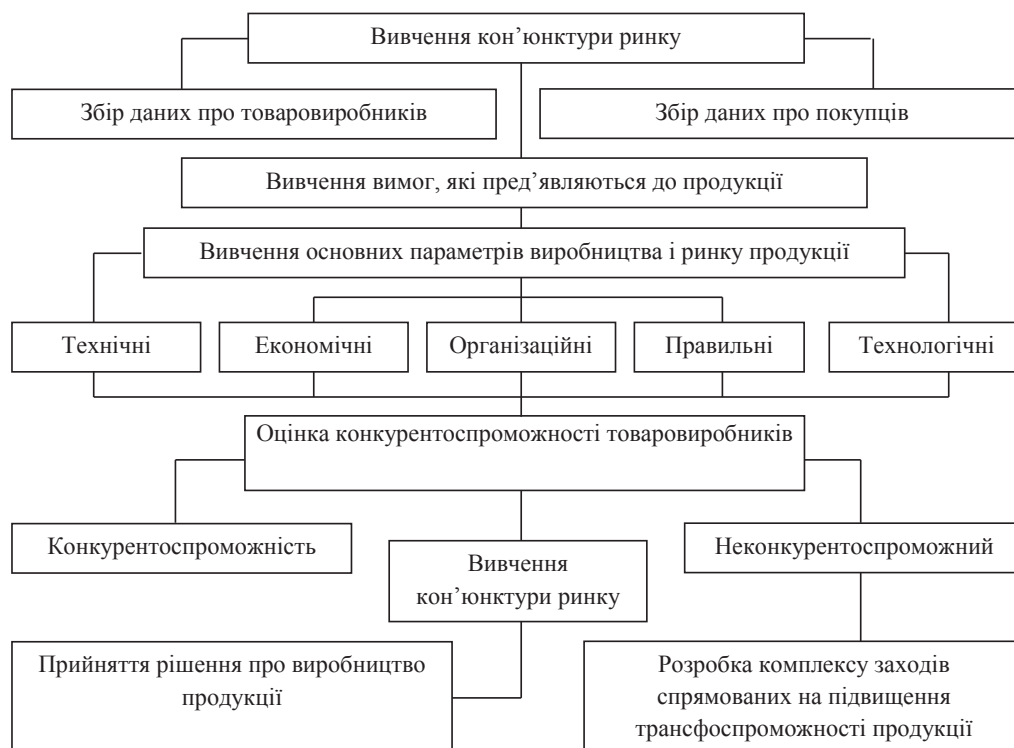 Вивчення кон’юнктури ринку
Збір даних про товаровиробників
Збір даних про покупців
Вивчення вимог, які пред’являються до продукції
Вивчення основних параметрів виробництва і ринку продукції
Технічні
Економічні
Організаційні
Правильні
Технологічні
Оцінка конкурентоспроможності товаровиробників
Конкурентоспроможність
Неконкурентоспроможний
Вивчення
кон’юнктури ринку
Прийняття рішення про виробництво
продукції
Розробка комплексу заходів
спрямованих на підвищення
трансфоспроможності продукції